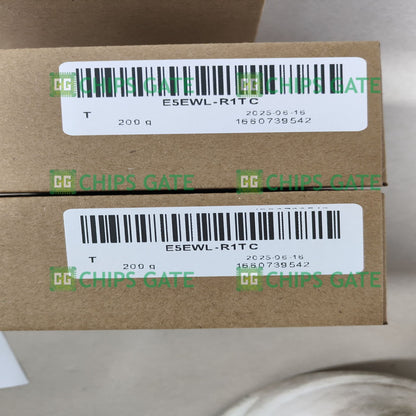 CHIPS GATE CHIPS GATE
E5EWL-R1TC
T 2025-06-16
200 g 1660739542
CHIPS GATE CHIPS GATE
E5EWL-R1TC
T 2025-06-16
200 g 1660739542
CHIPS GATE CHIPS GATE